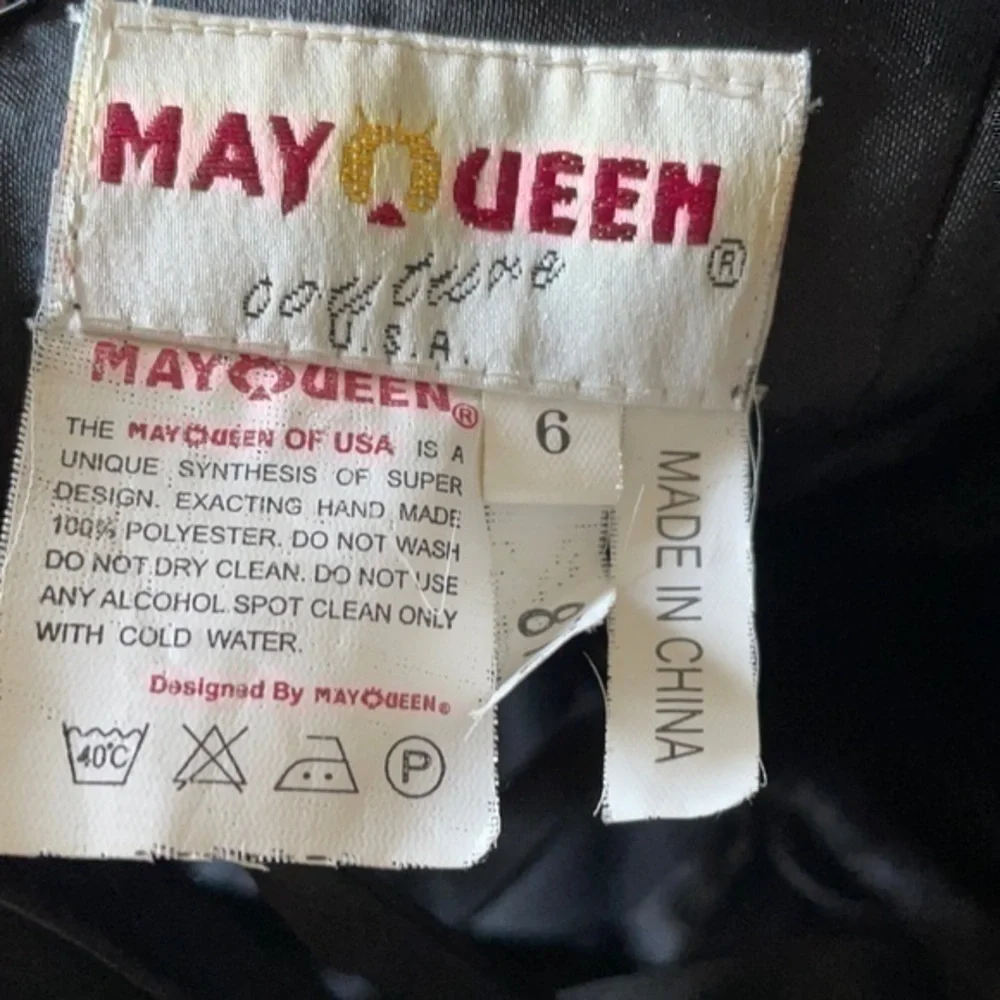 MAYQUEEN
couture ®
U.S.A.
MAYQUEEN®
THE MAYQUEEN OF USA IS A
UNIQUE SYNTHESIS OF SUPER
DESIGN. EXACTING HAND MADE
100% POLYESTER. DO NOT WASH
DO NOT DRY CLEAN. DO NOT USE
ANY ALCOHOL SPOT CLEAN ONLY
WITH COLD WATER.
Designed By MAYQUEEN®
40°C
P
6
8
MADE IN CHINA